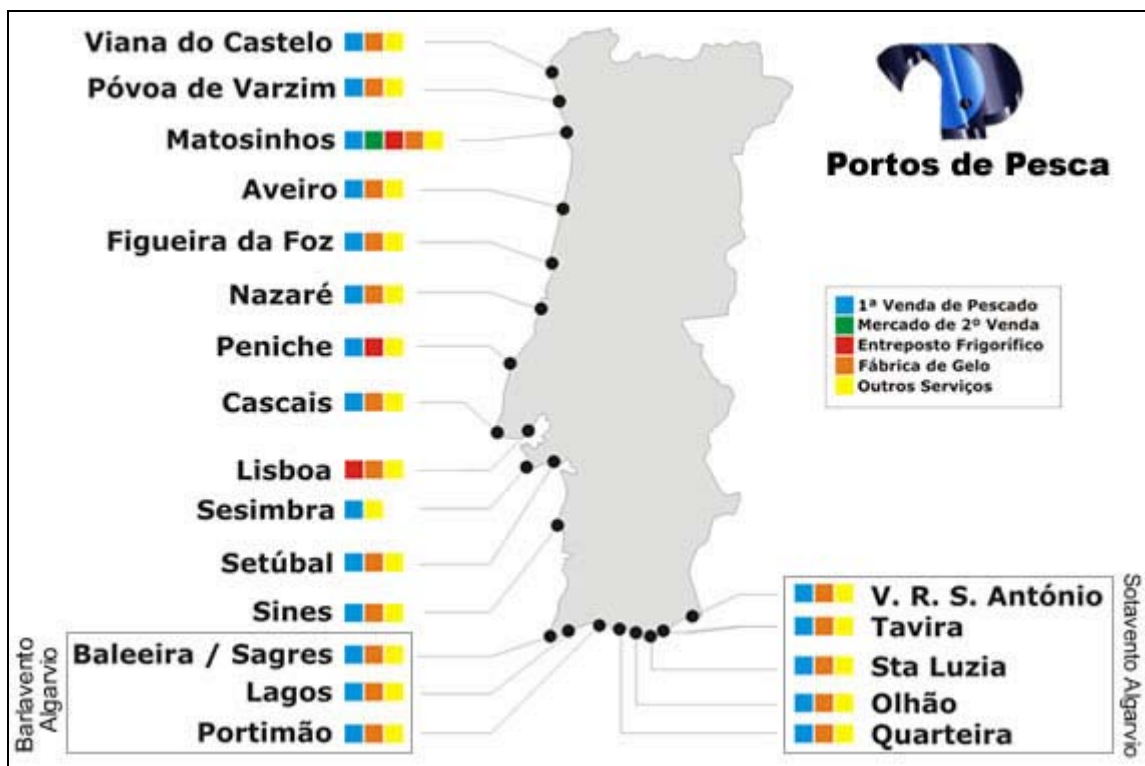 Viana do Castelo
Póvoa de Varzim
Matosinhos
Aveiro
Figueira da Foz
Nazaré
Peniche
Cascais
Lisboa
Sesimbra
Setúbal
Sines
Barlavento
Algarvio
Baleeira / Sagres
Lagos
Portimão
Portos de Pesca
1ª Venda de Pescado
Mercado de 2º Venda
Entreposto Frigorífico
Fábrica de Gelo
Outros Serviços
V. R. S. António
Tavira
Sta Luzia
Olhão
Quarteira
Solavento Algarvio